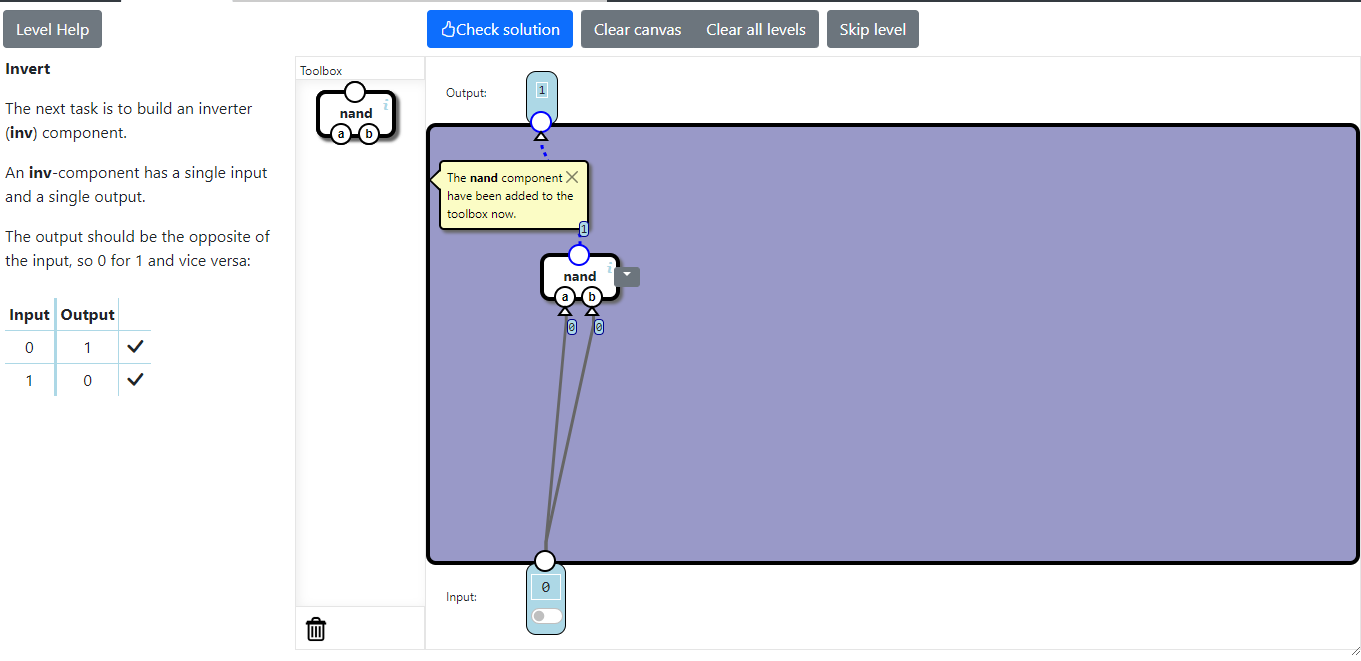 Level Help
Check solution
Clear canvas
Clear all levels
Skip level
Invert
The next task is to build an inverter
(inv) component.
An inv-component has a single input
and a single output.
The output should be the opposite of
the input, so 0 for 1 and vice versa:
Input Output
0 1
1 0
Toolbox
i
nand
a b
Output:
1
The nand component
have been added to the
toolbox now.
1
i
nand
a b
0 0
Input:
0